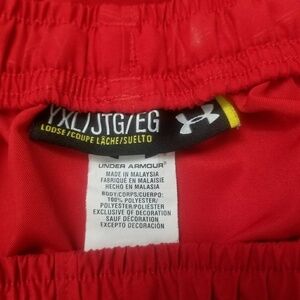 YXL/JTG/EG
LOOSE/COUPE LÂCHE/SUELTO
UNDER ARMOUR®
MADE IN MALAYSIA
FABRIQUÉ EN MALAISIE
HECHO EN MALASIA
BODY/CORPS/CUERPO:
100% POLYESTER/
POLYESTER/POLIÉSTER
EXCLUSIVE OF DECORATION
SAUF DÉCORATION
EXCEPTO DECORACIÓN